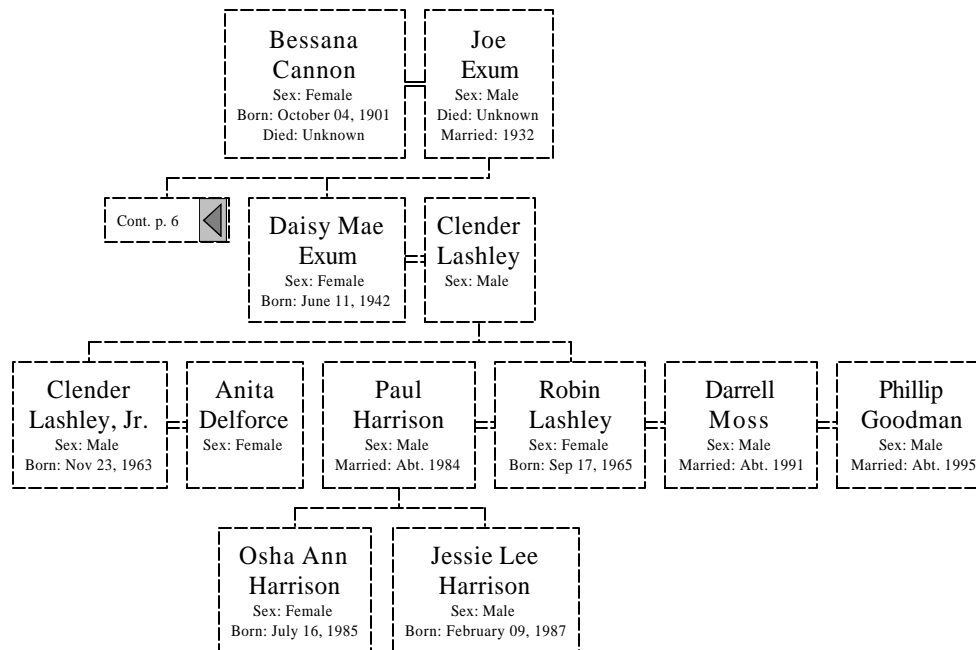 Bessana
Cannon
Sex: Female
Born: October 04, 1901
Died: Unknown
Joe
Exum
Sex: Male
Died: Unknown
Married: 1932
Cont. p. 6
Daisy Mae
Exum
Sex: Female
Born: June 11, 1942
Clender
Lashley
Sex: Male
Clender
Lashley, Jr.
Sex: Male
Born: Nov 23, 1963
Anita
Delforce
Sex: Female
Paul
Harrison
Sex: Male
Married: Abt. 1984
Robin
Lashley
Sex: Female
Born: Sep 17, 1965
Darrell
Moss
Sex: Male
Married: Abt. 1991
Phillip
Goodman
Sex: Male
Married: Abt. 1995
Osha Ann
Harrison
Sex: Female
Born: July 16, 1985
Jessie Lee
Harrison
Sex: Male
Born: February 09, 1987